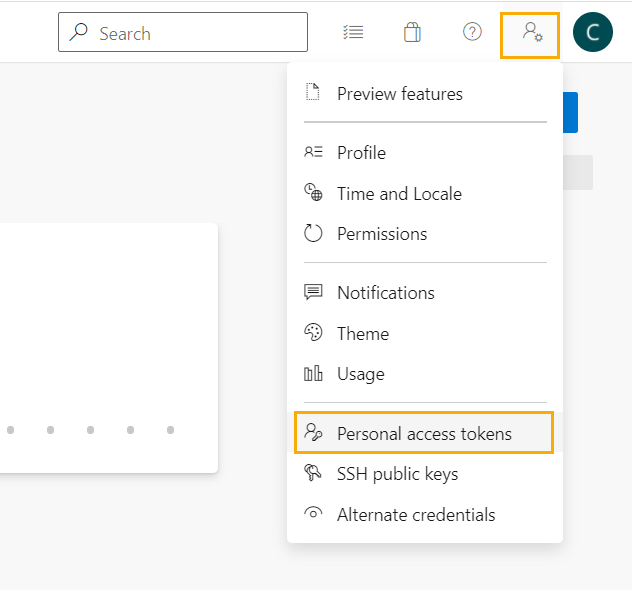 Search
C
Preview features
Profile
Time and Locale
Permissions
Notifications
Theme
Usage
Personal access tokens
SSH public keys
Alternate credentials